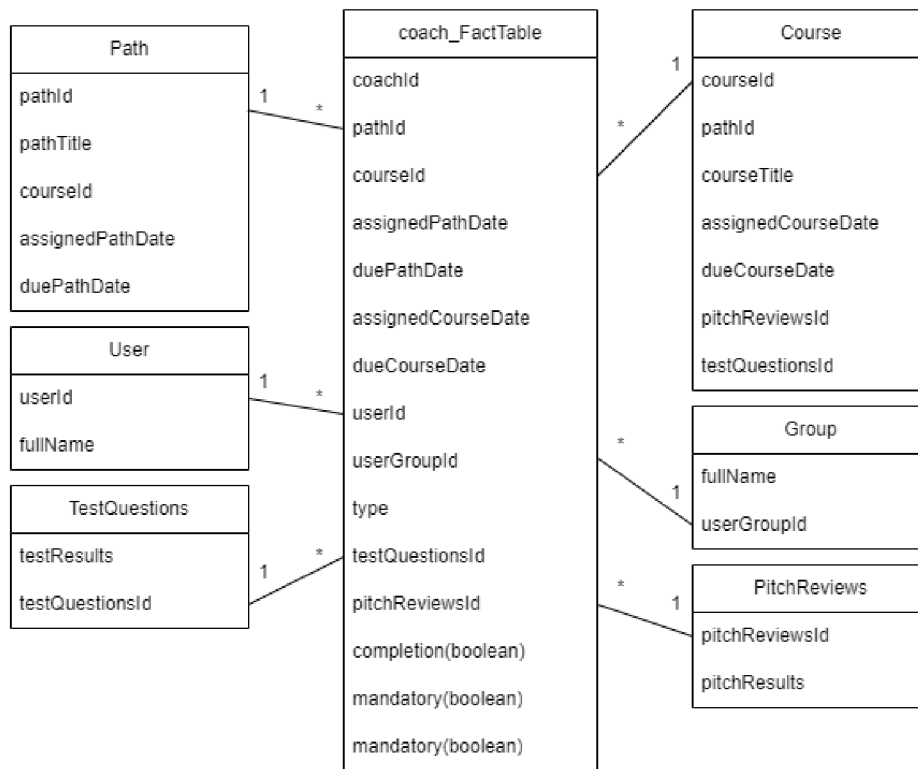 Path
pathId
pathTitle
courseId
assignedPathDate
duePathDate
User
userId
fullName
TestQuestions
testResults
testQuestionsId
1
*
1
*
1
*
coach_FactTable
coachId
pathId
courseId
assignedPathDate
duePathDate
assignedCourseDate
dueCourseDate
userId
userGroupId
type
testQuestionsId
pitchReviewsId
completion(boolean)
mandatory(boolean)
mandatory(boolean)
1
*
*
1
*
1
Course
courseId
pathId
courseTitle
assignedCourseDate
dueCourseDate
pitchReviewsId
testQuestionsId
Group
fullName
userGroupId
PitchReviews
pitchReviewsId
pitchResults